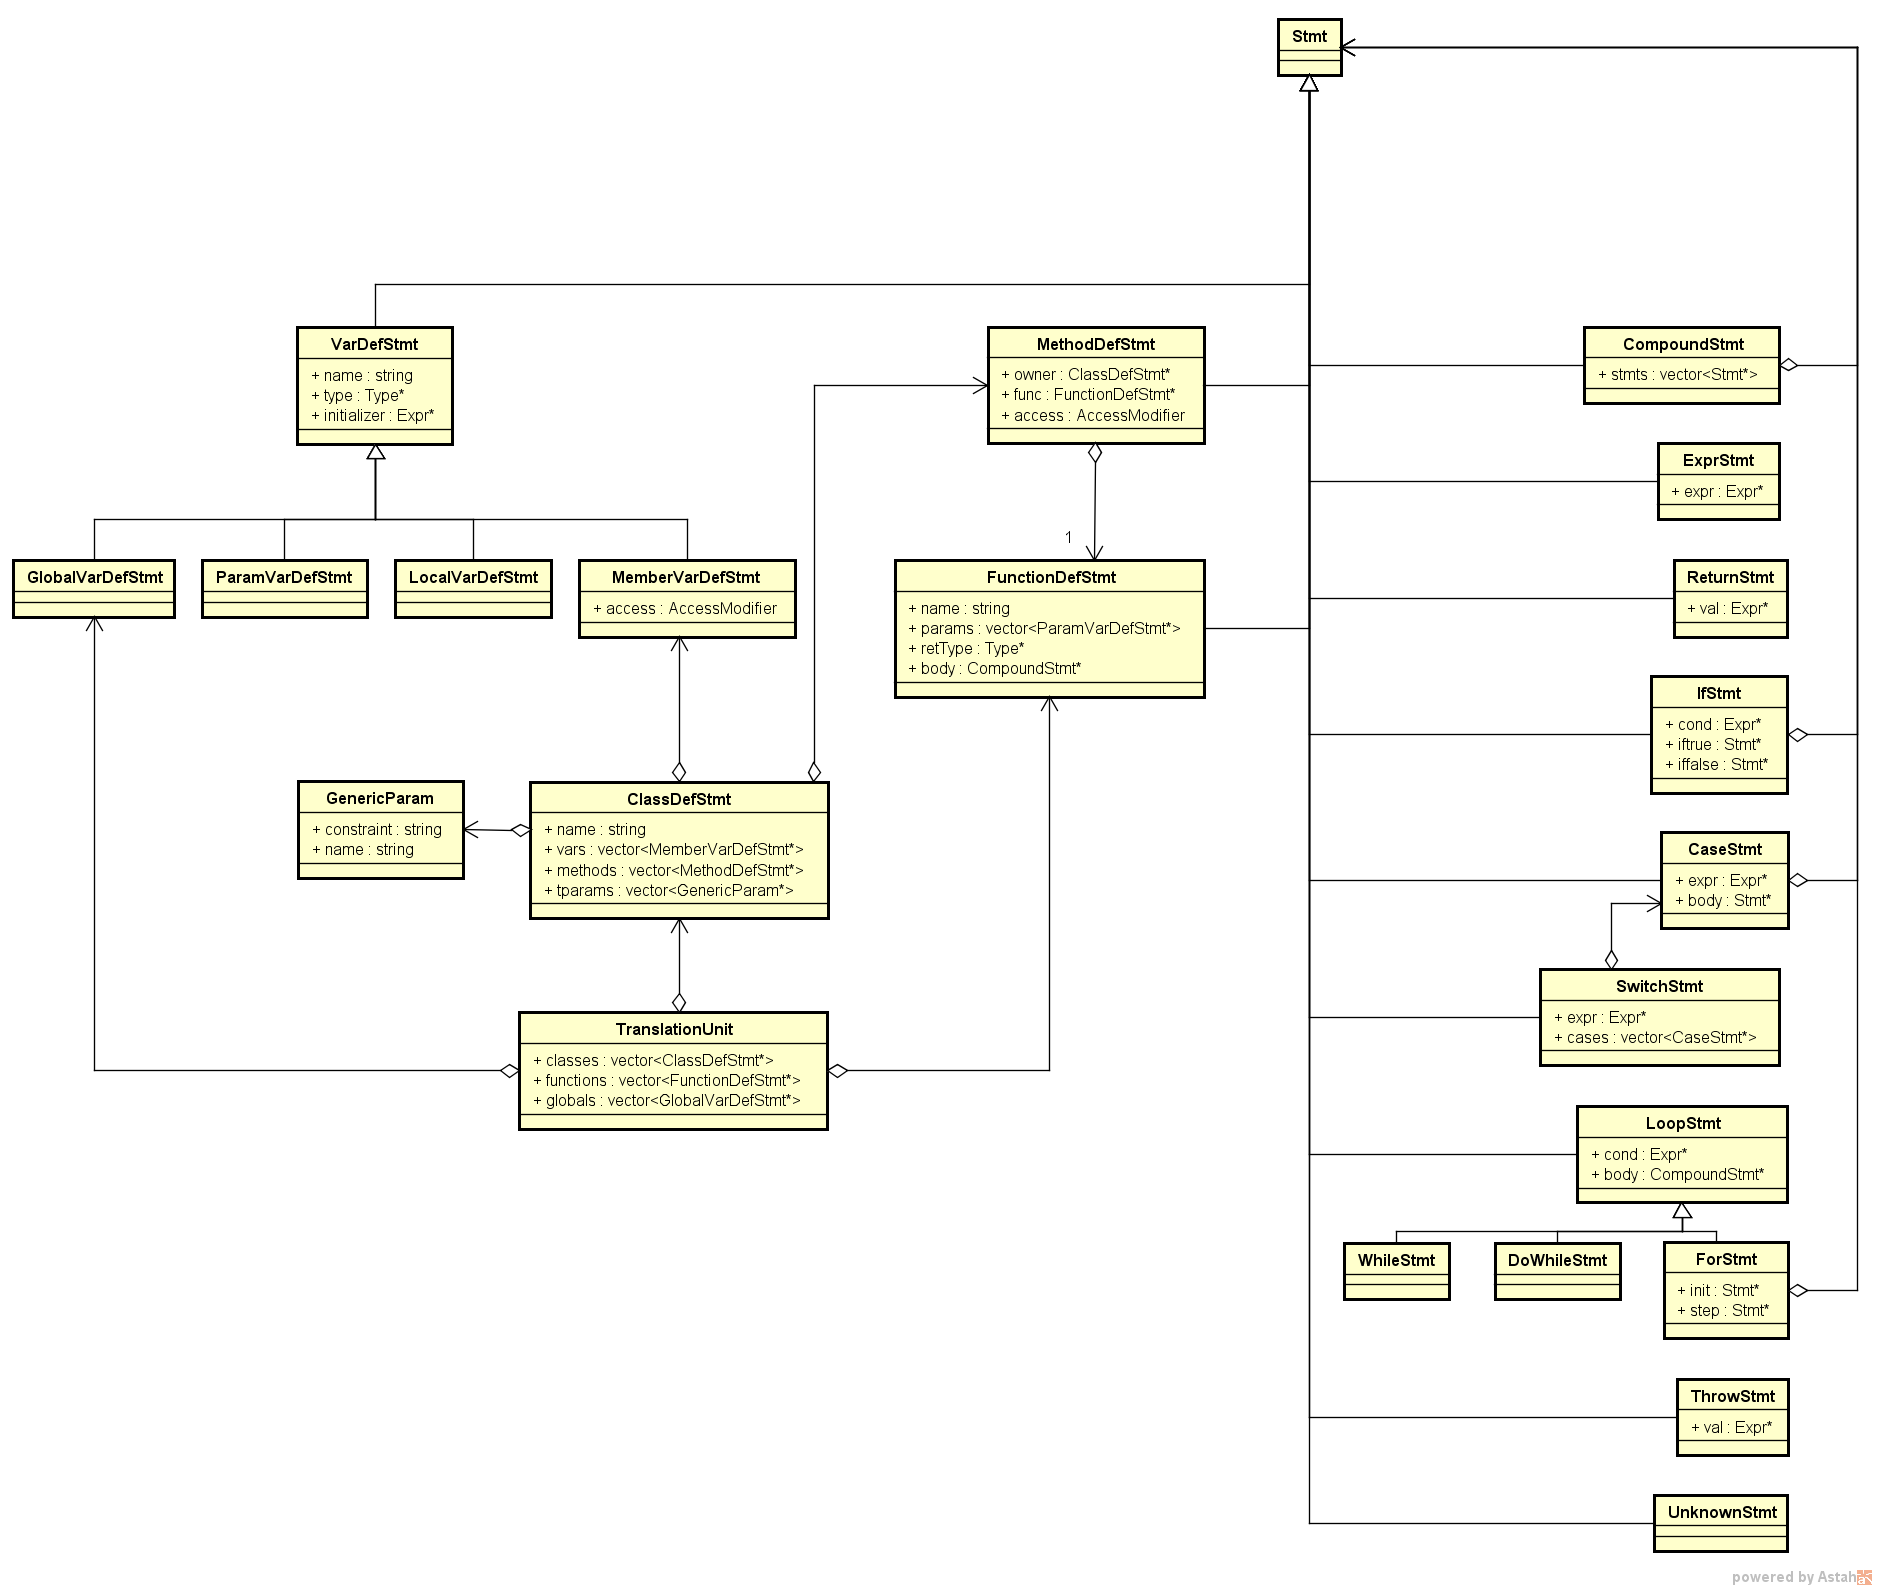 Stmt
VarDefStmt
+ name : string
+ type : Type*
+ initializer : Expr*
MethodDefStmt
+ owner : ClassDefStmt*
+ func : FunctionDefStmt*
+ access : AccessModifier
CompoundStmt
+ stmts : vector<Stmt*>
ExprStmt
+ expr : Expr*
1
GlobalVarDefStmt
ParamVarDefStmt
LocalVarDefStmt
MemberVarDefStmt
+ access : AccessModifier
FunctionDefStmt
+ name : string
+ params : vector<ParamVarDefStmt*>
+ retType : Type*
+ body : CompoundStmt*
ReturnStmt
+ val : Expr*
IfStmt
+ cond : Expr*
+ iftrue : Stmt*
+ iffalse : Stmt*
GenericParam
+ constraint : string
+ name : string
ClassDefStmt
+ name : string
+ vars : vector<MemberVarDefStmt*>
+ methods : vector<MethodDefStmt*>
+ tparams : vector<GenericParam*>
CaseStmt
+ expr : Expr*
+ body : Stmt*
SwitchStmt
+ expr : Expr*
+ cases : vector<CaseStmt*>
TranslationUnit
+ classes : vector<ClassDefStmt*>
+ functions : vector<FunctionDefStmt*>
+ globals : vector<GlobalVarDefStmt*>
LoopStmt
+ cond : Expr*
+ body : CompoundStmt*
WhileStmt
DoWhileStmt
ForStmt
+ init : Stmt*
+ step : Stmt*
ThrowStmt
+ val : Expr*
UnknownStmt
powered by Astah